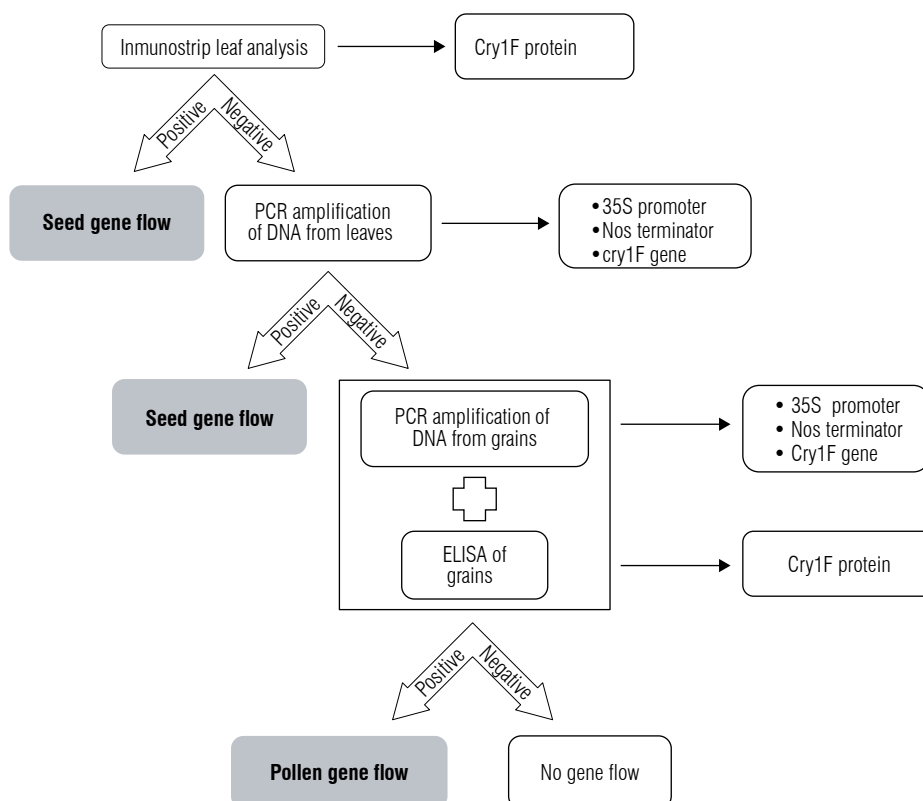 Inmunostrip leaf analysis
Cry1F protein
Positive
Negative
Seed gene flow
PCR amplification
of DNA from leaves
• 35S promoter
• Nos terminator
• cry1F gene
Positive
Negative
Seed gene flow
PCR amplification of
DNA from grains
• 35S promoter
• Nos terminator
• Cry1F gene
ELISA of
grains
Cry1F protein
Positive
Negative
Pollen gene flow
No gene flow